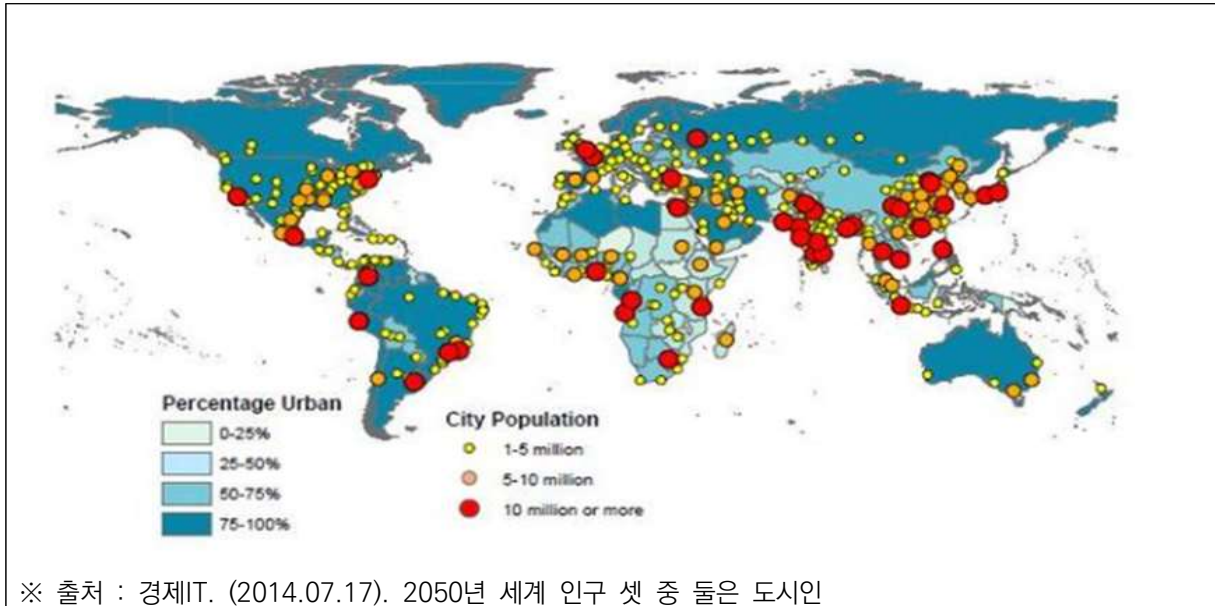 Percentage Urban
0-25%
25-50%
50-75%
75-100%
City Population
1-5 million
5-10 million
10 million or more
※ 출처 : 경제IT. (2014.07.17). 2050년 세계 인구 셋 중 둘은 도시인